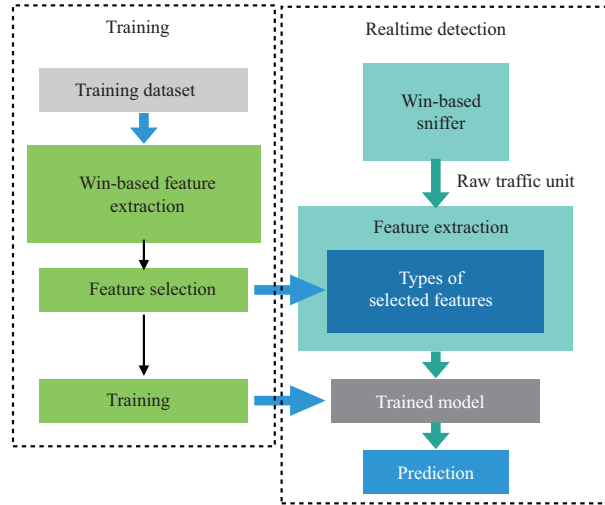 Training
Training dataset
Win-based feature
extraction
Feature selection
Training
Realtime detection
Win-based
sniffer
Raw traffic unit
Feature extraction
Types of
selected features
Trained model
Prediction